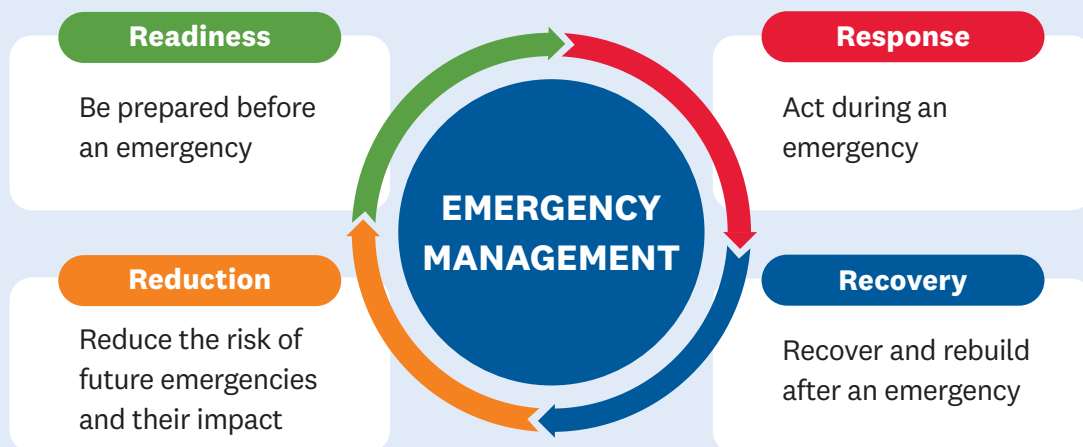 Readiness
Be prepared before
an emergency
Response
Act during an
emergency
EMERGENCY
MANAGEMENT
Reduction
Reduce the risk of
future emergencies
and their impact
Recovery
Recover and rebuild
after an emergency